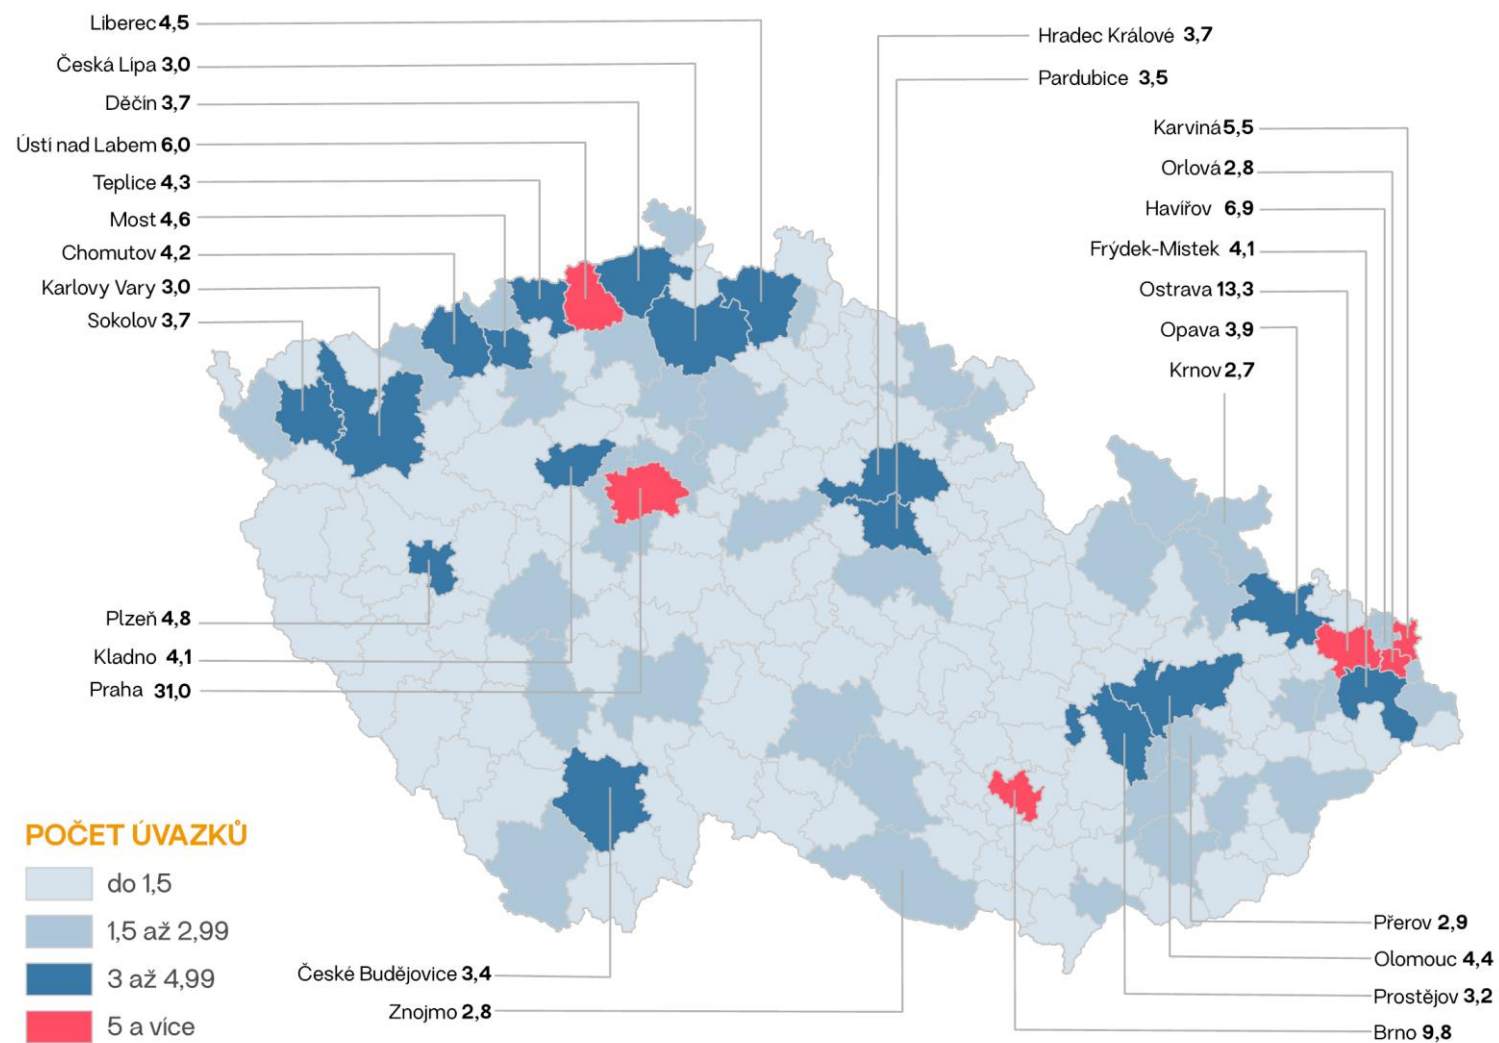 Liberec 4,5
Česká Lípa 3,0
Děčín 3,7
Ústí nad Labem 6,0
Teplice 4,3
Most 4,6
Chomutov 4,2
Karlovy Vary 3,0
Sokolov 3,7
Hradec Králové 3,7
Pardubice 3,5
Karviná 5,5
Orlová 2,8
Havířov 6,9
Frýdek-Místek 4,1
Ostrava 13,3
Opava 3,9
Krnov 2,7
Plzeň 4,8
Kladno 4,1
Praha 31,0
POČET ÚVAZKŮ
do 1,5
1,5 až 2,99
3 až 4,99
5 a více
České Budějovice 3,4
Znojmo 2,8
Přerov 2,9
Olomouc 4,4
Prostějov 3,2
Brno 9,8